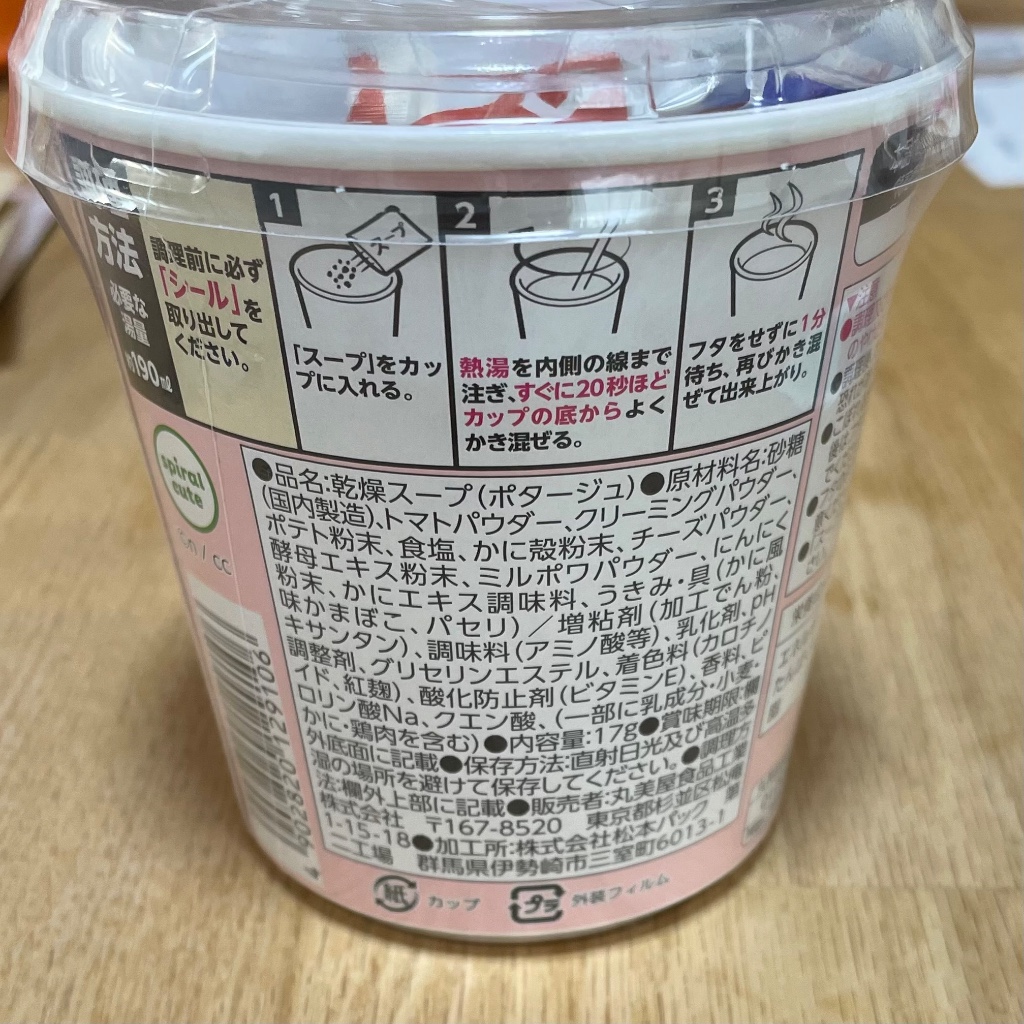 方法
必要な
湯量
約190ml
調理前に必ず
「シール」を
取り出して
ください。
1
スープ
「スープ」をカッ
プに入れる。
2
熱湯を内側の線まで
注ぎ、すぐに20秒ほど
カップの底からよく
かき混ぜる。
3
フタをせずに1分
待ち、再びかき混
ぜて出来上がり。
spiral
cute
●品名:乾燥スープ(ポタージュ)●原材料名:砂糖
(国内製造)、トマトパウダー、クリーミングパウダー、
ポテト粉末、食塩、かに殻粉末、チーズパウダー、
酵母エキス粉末、ミルポワパウダー、にんにく
粉末、かにエキス調味料、うきみ・具(かに風
味かまぼこ、パセリ)/増粘剤(加工でん粉、
キサンタン)、調味料(アミノ酸等)、乳化剤、pH
調整剤、グリセリンエステル、着色料(カロチノ
イド、紅麹)、酸化防止剤(ビタミンE)、香料、ピ
ロリン酸Na、クエン酸、(一部に乳成分・小麦・
かに・鶏肉を含む)●内容量:17g●賞味期限:欄
外底面に記載●保存方法:直射日光及び高温多
湿の場所を避けて保存してください。●調理方
法:欄外上部に記載●販売者:丸美屋食品工業
株式会社 〒167-8520 東京都杉並区松庵
1-15-18●加工所:株式会社松本パック 第
二工場 群馬県伊勢崎市三室町6013-1
紙 カップ プラ 外装フィルム